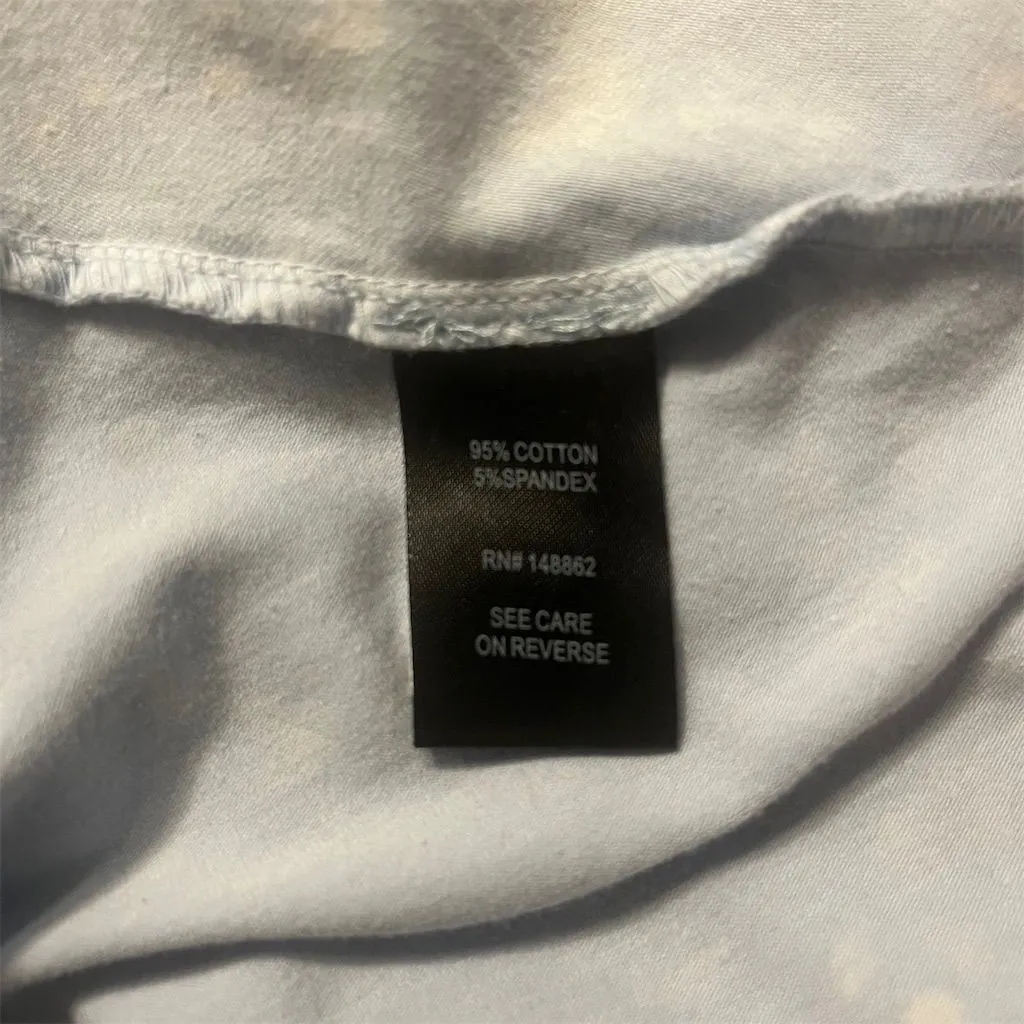 95% COTTON
5%SPANDEX
RN# 148862
SEE CARE
ON REVERSE